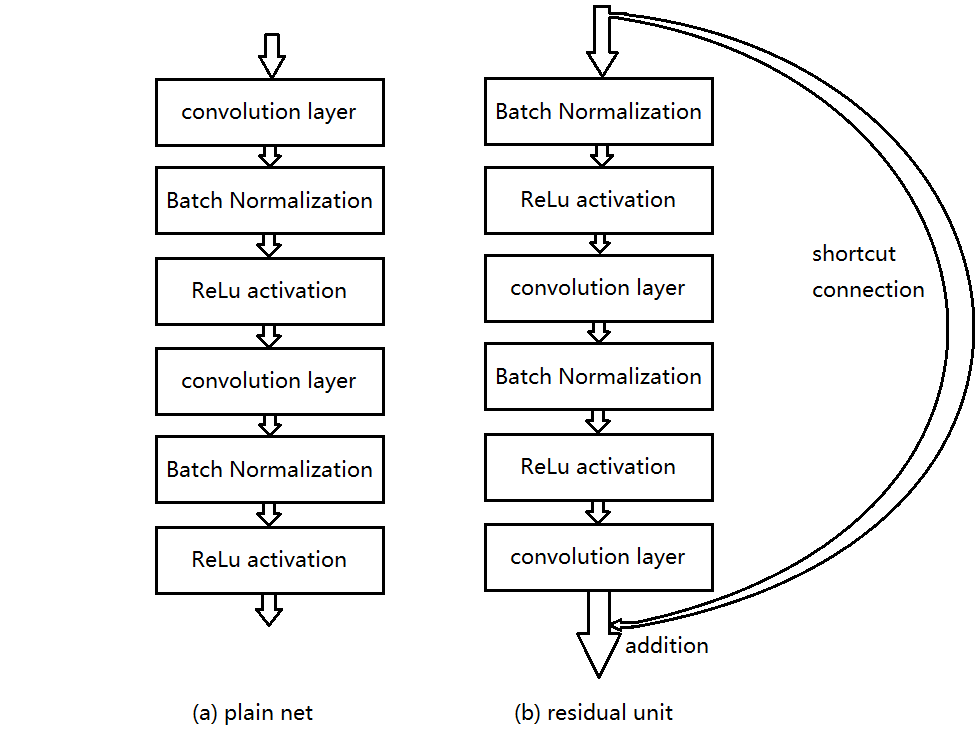 convolution layer
Batch Normalization
ReLu activation
convolution layer
Batch Normalization
ReLu activation
(a) plain net
Batch Normalization
ReLu activation
convolution layer
Batch Normalization
ReLu activation
convolution layer
shortcut
connection
addition
(b) residual unit